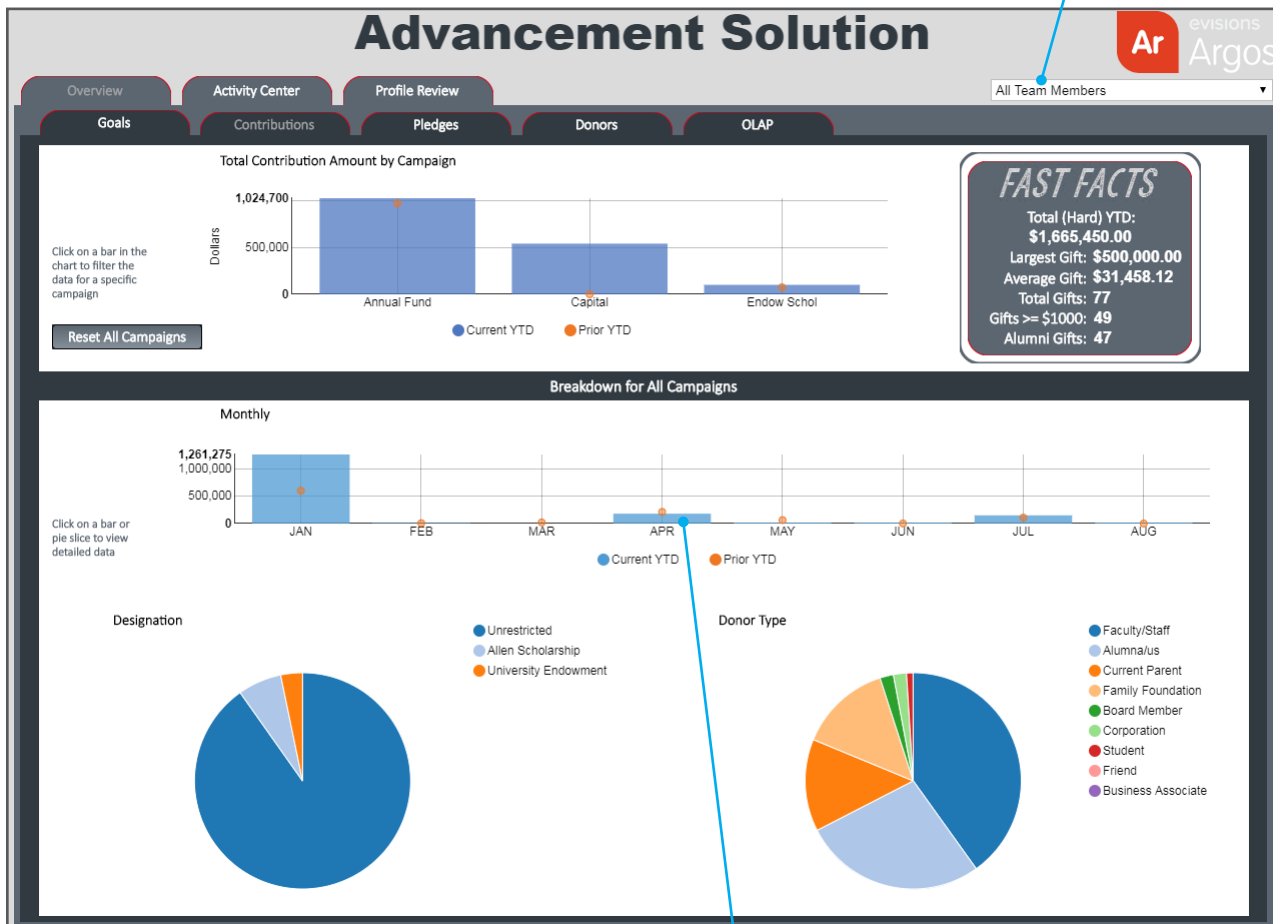 Advancement Solution
Ar
evisions
Argos
Overview
Activity Center
Profile Review
All Team Members
Goals
Contributions
Pledges
Donors
OLAP
Total Contribution Amount by Campaign
Click on a bar in the
chart to filter the
data for a specific
campaign
Reset All Campaigns
Dollars
1,024,700
500,000
0
Annual Fund
Capital
Endow Schol
Current YTD
Prior YTD
FAST FACTS
Total (Hard) YTD:
$1,665,450.00
Largest Gift: $500,000.00
Average Gift: $31,458.12
Total Gifts: 77
Gifts >= $1000: 49
Alumni Gifts: 47
Breakdown for All Campaigns
Monthly
Click on a bar or
pie slice to view
detailed data
1,261,275
1,000,000
500,000
0
JAN
FEB
MAR
APR
MAY
JUN
JUL
AUG
Current YTD
Prior YTD
Designation
Unrestricted
Allen Scholarship
University Endowment
Donor Type
Faculty/Staff
Alumna/us
Current Parent
Family Foundation
Board Member
Corporation
Student
Friend
Business Associate